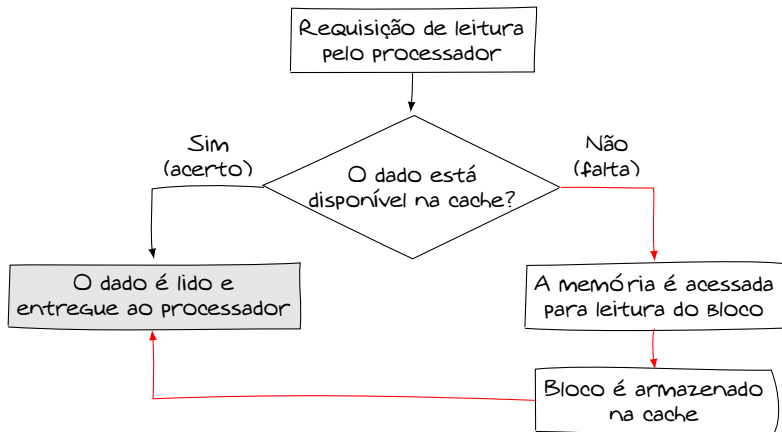 Requisição de leitura
pelo processador
Sim
(acerto)
Não
(falta)
O dado está
disponível na cache?
O dado é lido e
entregue ao processador
A memória é acessada
para leitura do Bloco
Bloco é armazenado
na cache